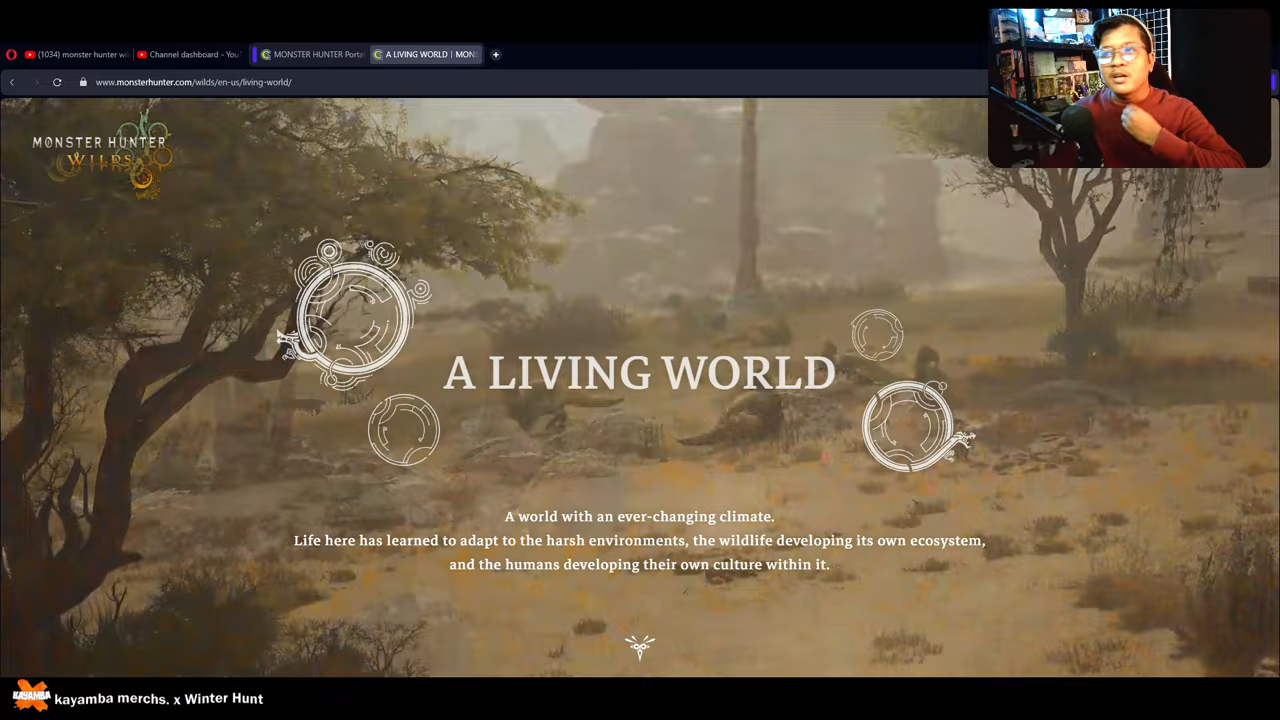 (1034) monster hunter wi
Channel dashboard - You
MONSTER HUNTER Porta
A LIVING WORLD | MON
www.monsterhunter.com/wilds/en-us/living-world/
MONSTER HUNTER
WILDS
A LIVING WORLD
A world with an ever-changing climate.
Life here has learned to adapt to the harsh environments, the wildlife developing its own ecosystem,
and the humans developing their own culture within it.
KAYAMBA
kayamba merchs. x Winter Hunt